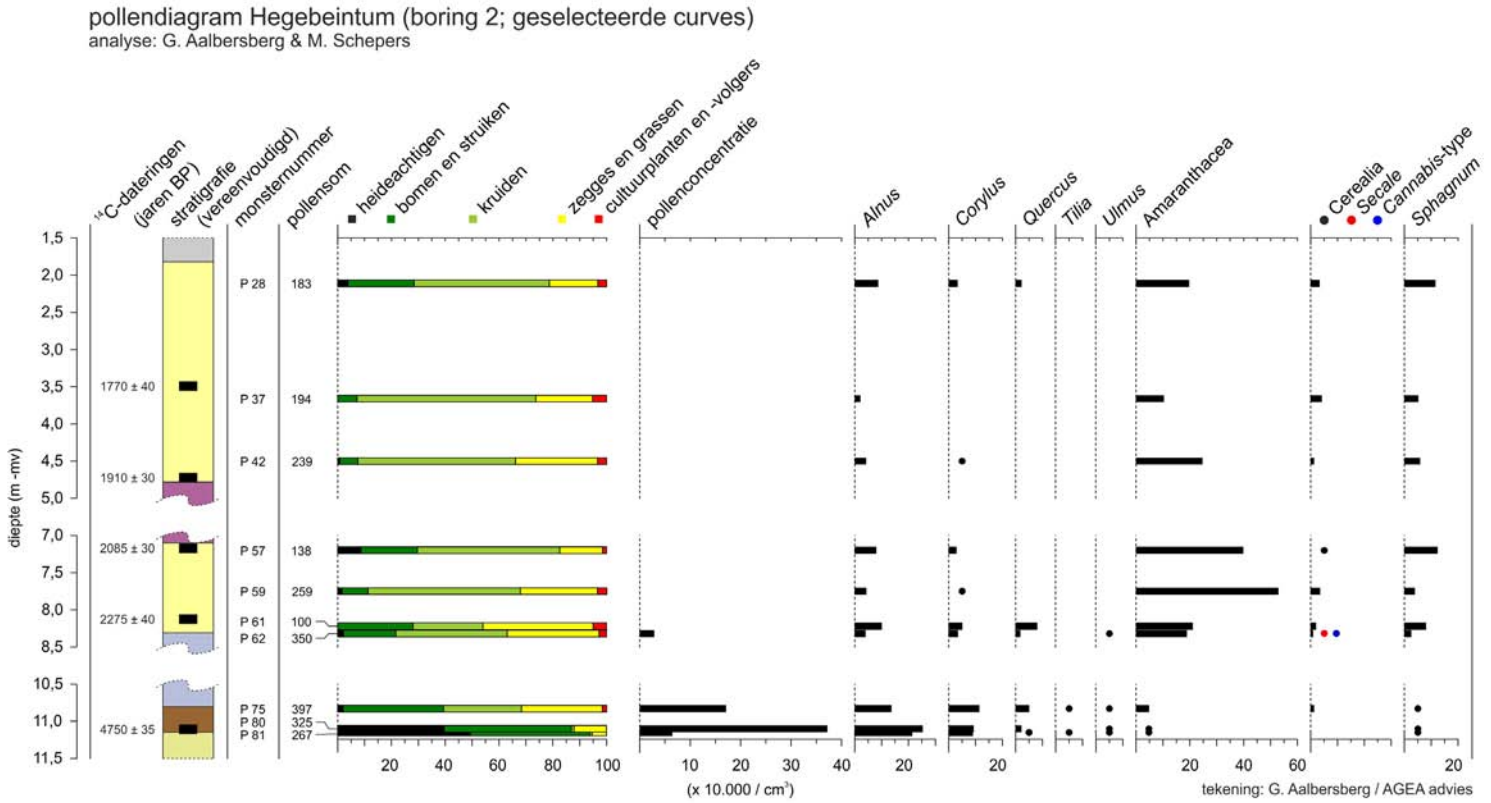 pollendiagram Hegebeintum (boring 2; geselecteerde curves)
analyse: G. Aalbersberg & M. Schepers
¹⁴C-dateringen
(jaren BP)
stratigrafie
(vereenvoudigd)
monsternummer
pollensom
heideachtigen
bomen en struiken
kruiden
zegges en grassen
cultuurplanten en -volgers
pollenconcentratie
Alnus
Corylus
Quercus
Tilia
Ulmus
Amaranthacea
Cerealia
Secale
Cannabis-type
Sphagnum
diepte (m -mv)
1,5
2,0
P 28 183
2,5
3,0
3,5 1770 ± 40
P 37 194
4,0
4,5 P 42 239
1910 ± 30
5,0
7,0
2085 ± 30 P 57 138
7,5
P 59 259
8,0
2275 ± 40 P 61 100
P 62 350
8,5
10,5
P 75 397
11,0 P 80 325
4750 ± 35 P 81 267
11,5
20 40 60 80 100 10 20 30 40 20 20 20 40 60 20
(x 10.000 / cm³)
tekening: G. Aalbersberg / AGEA advies